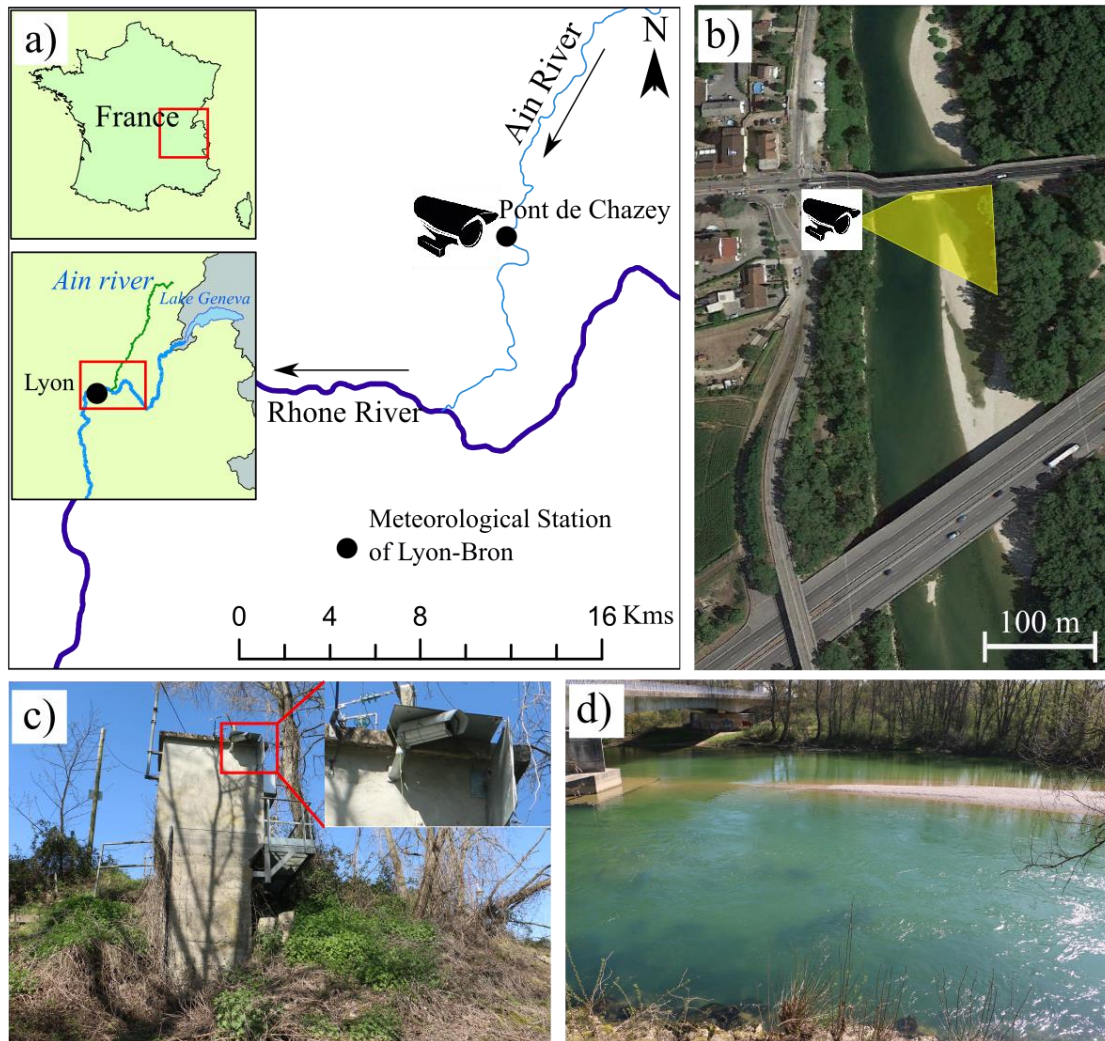 a)
France
Ain river
Lake Geneva
Lyon
Ain River
N
Pont de Chazey
Rhone River
Meteorological Station
of Lyon-Bron
0 4 8 16 Kms
b)
100 m
c)
d)